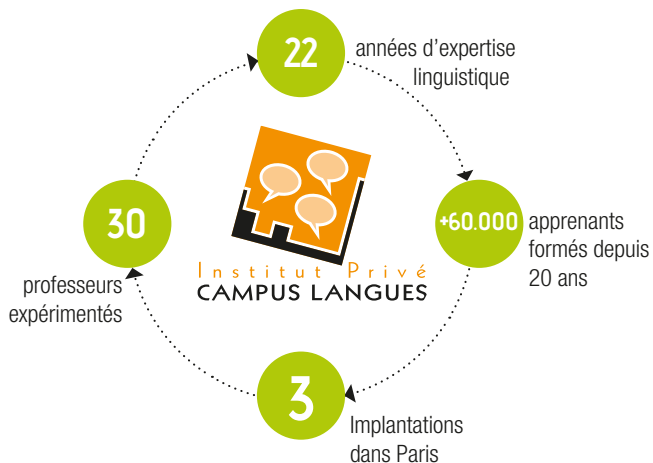 22
années d'expertise
linguistique
+60.000
apprenants
formés depuis
20 ans
3
Implantations
dans Paris
30
professeurs
expérimentés
Institut Privé
CAMPUS LANGUES